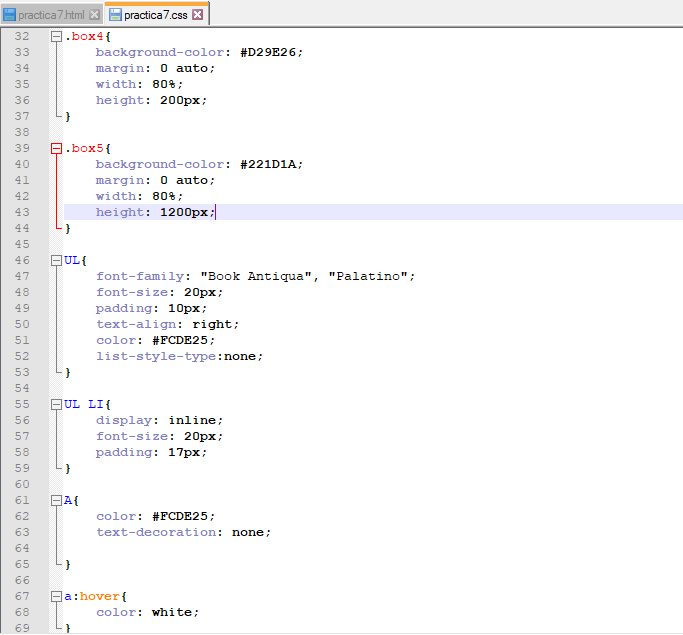 practica7.html practica7.css
32 .box4{
33 background-color: #D29E26;
34 margin: 0 auto;
35 width: 80%;
36 height: 200px;
37 }
38
39 .box5{
40 background-color: #221D1A;
41 margin: 0 auto;
42 width: 80%;
43 height: 1200px;
44 }
45
46 UL{
47 font-family: "Book Antiqua", "Palatino";
48 font-size: 20px;
49 padding: 10px;
50 text-align: right;
51 color: #FCDE25;
52 list-style-type:none;
53 }
54
55 UL LI{
56 display: inline;
57 font-size: 20px;
58 padding: 17px;
59 }
60
61 A{
62 color: #FCDE25;
63 text-decoration: none;
64
65 }
66
67 a:hover{
68 color: white;
69 }